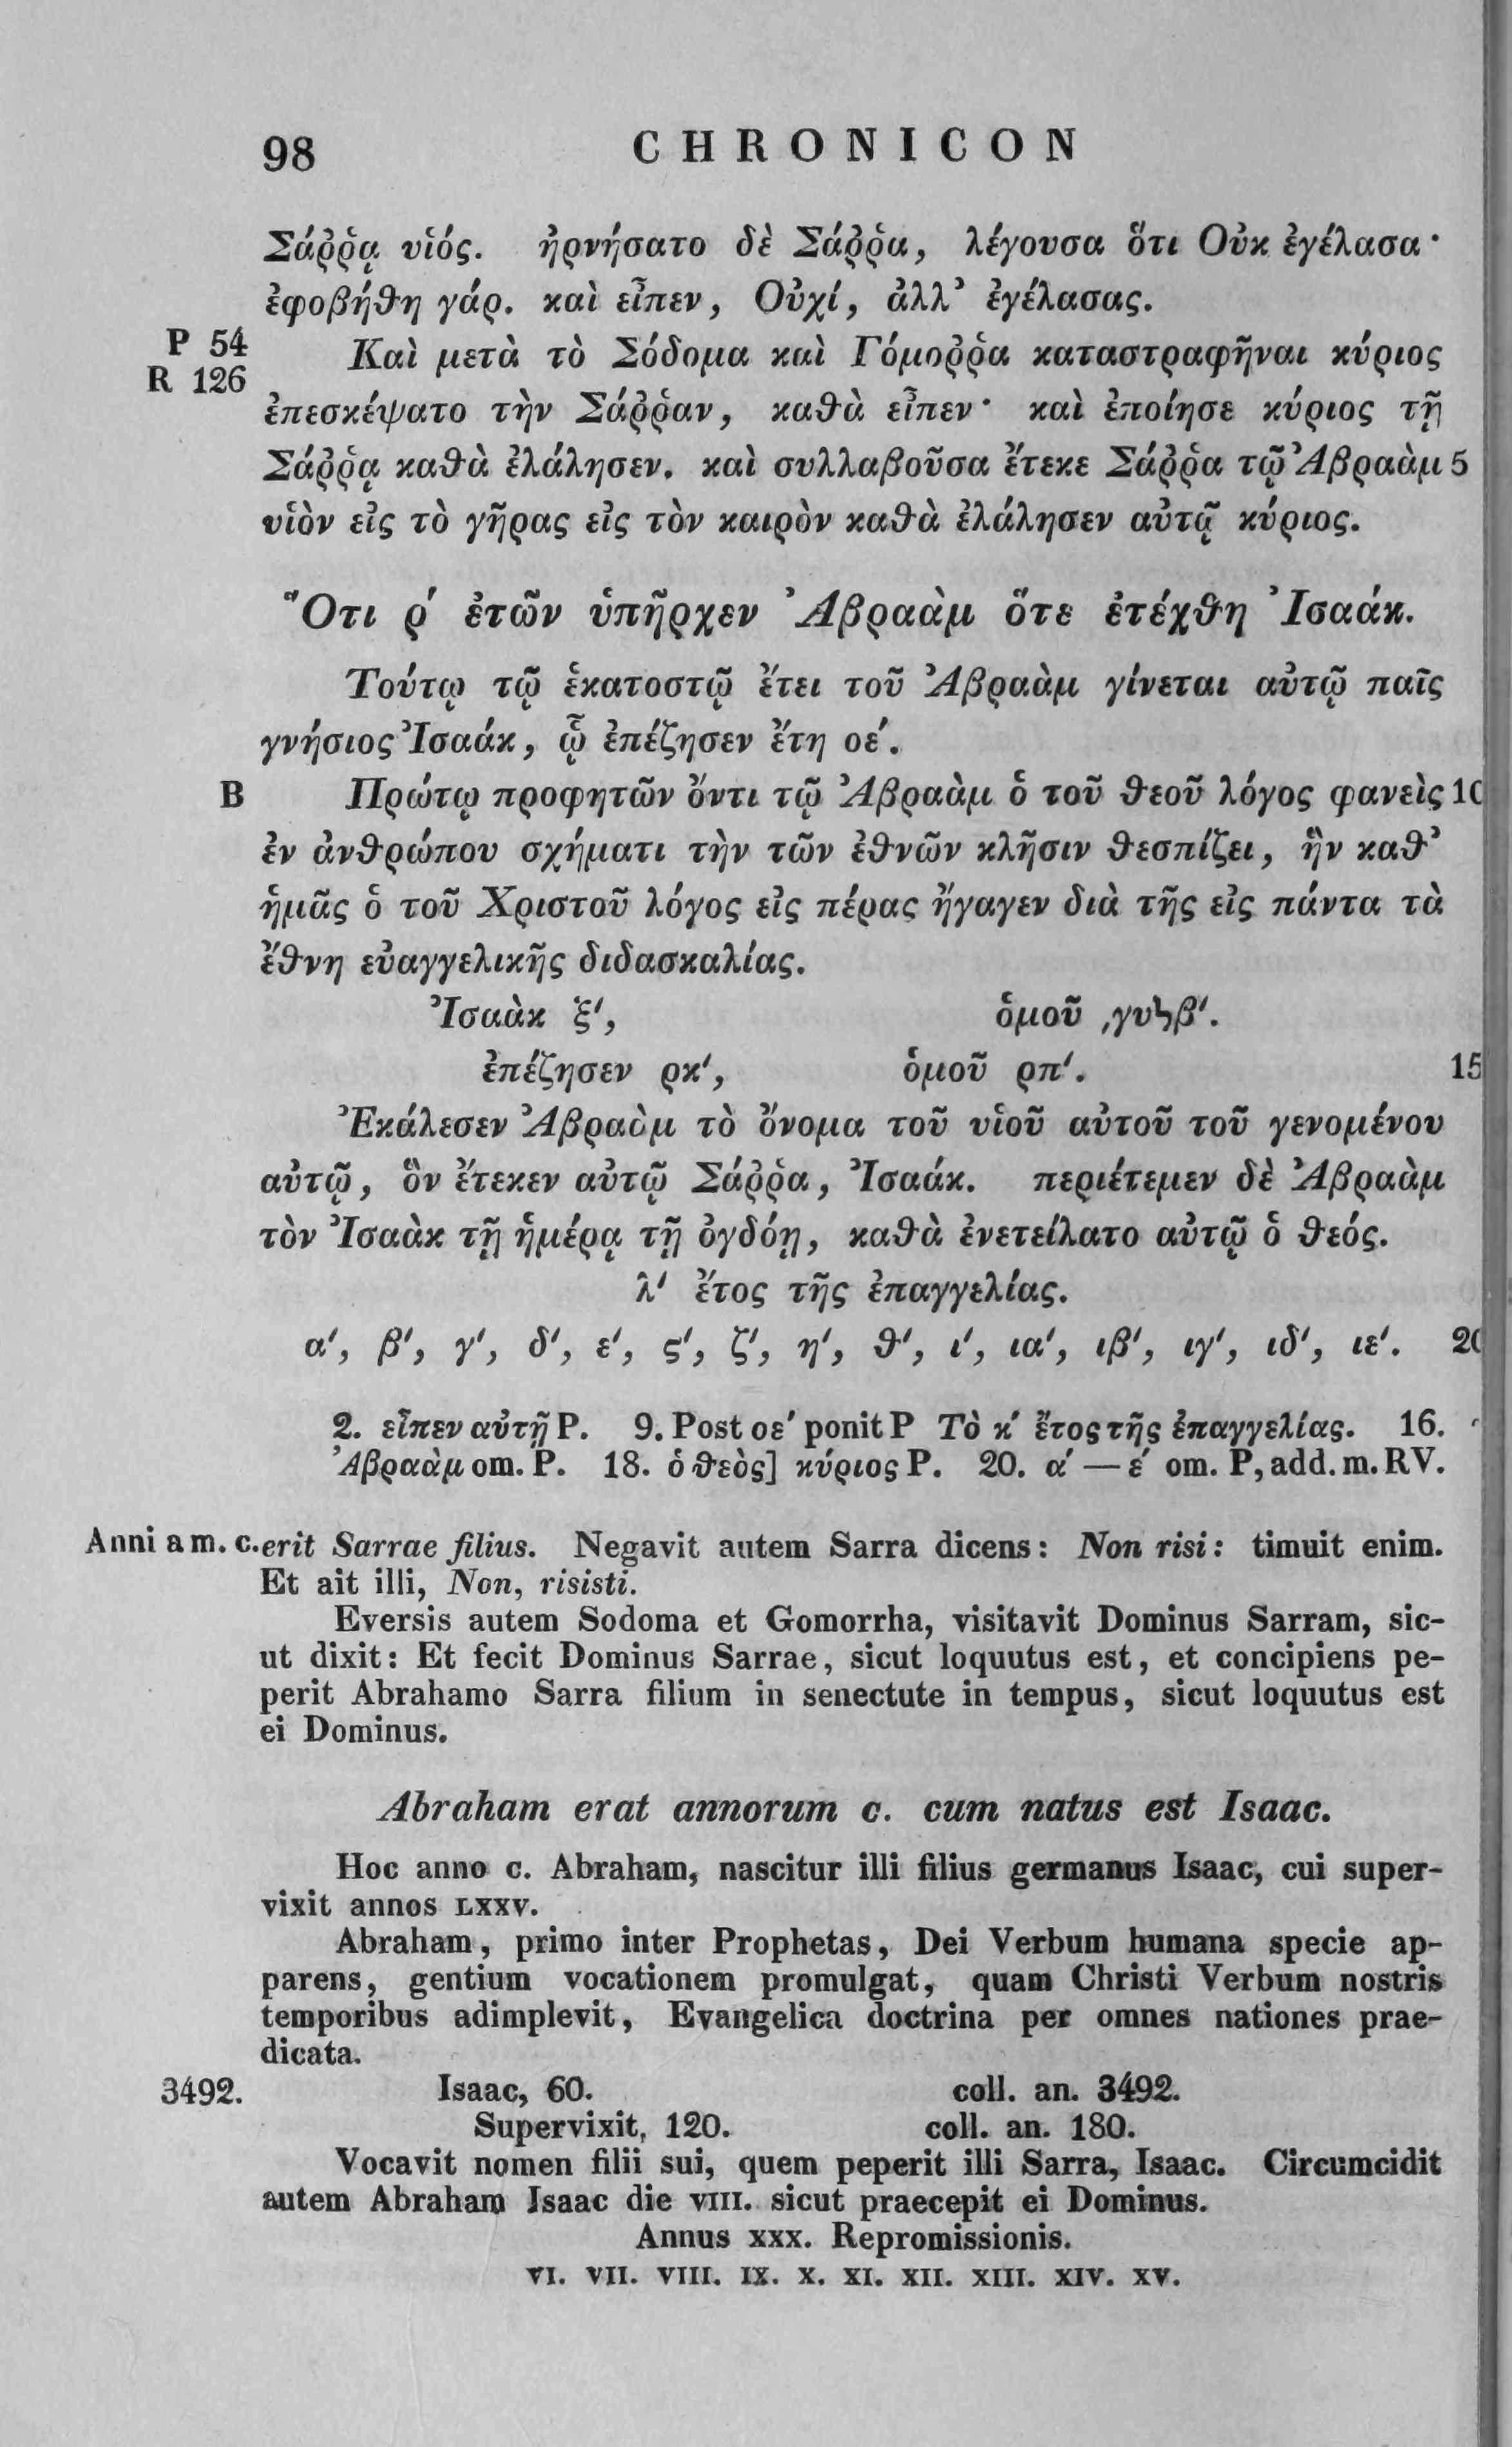 98 CHRONICON
Σάῤῥᾳ υἱός. ἠρνήσατο δὲ Σάῤῥα, λέγουσα ὅτι Οὐκ ἐγέλασα·
ἐφοβήθη γάρ. καὶ εἶπεν, Οὐχί, ἀλλ' ἐγέλασας.
P 54 Καὶ μετὰ τὸ Σόδομα καὶ Γόμοῤῥα καταστραφῆναι κύριος
R 126
ἐπεσκέψατο τὴν Σάῤῥαν, καθὰ εἶπεν· καὶ ἐποίησε κύριος τῇ
Σάῤῥᾳ καθὰ ἐλάλησεν. καὶ συλλαβοῦσα ἔτεκε Σάῤῥα τῷ Ἀβραὰμ 5
υἱὸν εἰς τὸ γῆρας εἰς τὸν καιρὸν καθὰ ἐλάλησεν αὐτᾷ κύριος.
Ὅτι ρ′ ἐτῶν ὑπῆρχεν Ἀβραὰμ ὅτε ἐτέχθη Ἰσαάκ.
Τούτῳ τῷ ἑκατοστῷ ἔτει τοῦ Ἀβραὰμ γίνεται αὐτῷ παῖς
γνήσιος Ἰσαάκ, ᾧ ἐπέζησεν ἔτη οε′.
B Πρώτῳ προφητῶν ὄντι τῷ Ἀβραὰμ ὁ τοῦ θεοῦ λόγος φανεὶς 10
ἐν ἀνθρώπου σχήματι τὴν τῶν ἐθνῶν κλῆσιν θεσπίζει, ἣν καθ'
ἡμᾶς ὁ τοῦ Χριστοῦ λόγος εἰς πέρας ἤγαγεν διὰ τῆς εἰς πάντα τὰ
ἔθνη εὐαγγελικῆς διδασκαλίας.
Ἰσαὰκ ξ′, ὁμοῦ ͵γυϟβ′.
ἐπέζησεν ρκ′, ὁμοῦ ρπ′. 15
Ἐκάλεσεν Ἀβραὰμ τὸ ὄνομα τοῦ υἱοῦ αὐτοῦ τοῦ γενομένου
αὐτῷ, ὃν ἔτεκεν αὐτῷ Σάῤῥα, Ἰσαάκ. περιέτεμεν δὲ Ἀβραὰμ
τὸν Ἰσαὰκ τῇ ἡμέρᾳ τῇ ὀγδόῃ, καθὰ ἐνετείλατο αὐτῷ ὁ θεός.
λ′ ἔτος τῆς ἐπαγγελίας.
α′, β′, γ′, δ′, ε′, ς′, ζ′, η′, θ′, ι′, ια′, ιβ′, ιγ′, ιδ′, ιε′. 20
2. εἶπεν αὐτῇ P. 9. Post οε′ ponit P Τὸ κ′ ἔτος τῆς ἐπαγγελίας. 16.
Ἀβραὰμ om. P. 18. ὁ θεὸς] κύριος P. 20. α′ — ε′ om. P, add. m. RV.
Anni a m. c. erit Sarrae filius. Negavit autem Sarra dicens: Non risi: timuit enim.
Et ait illi, Non, risisti.
Eversis autem Sodoma et Gomorrha, visitavit Dominus Sarram, sic-
ut dixit: Et fecit Dominus Sarrae, sicut loquutus est, et concipiens pe-
perit Abrahamo Sarra filium in senectute in tempus, sicut loquutus est
ei Dominus.
Abraham erat annorum c. cum natus est Isaac.
Hoc anno c. Abraham, nascitur illi filius germanus Isaac, cui super-
vixit annos LXXV.
Abraham, primo inter Prophetas, Dei Verbum humana specie ap-
parens, gentium vocationem promulgat, quam Christi Verbum nostris
temporibus adimplevit, Evangelica doctrina per omnes nationes prae-
dicata.
3492. Isaac, 60. coll. an. 3492.
Supervixit, 120. coll. an. 180.
Vocavit nomen filii sui, quem peperit illi Sarra, Isaac. Circumcidit
autem Abraham Isaac die VIII. sicut praecepit ei Dominus.
Annus XXX. Repromissionis.
VI. VII. VIII. IX. X. XI. XII. XIII. XIV. XV.